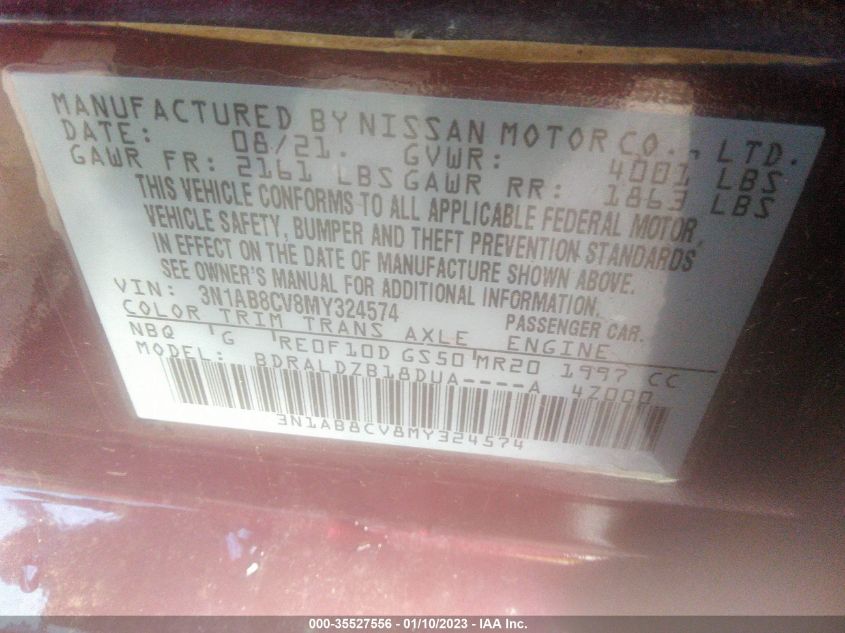 MANUFACTURED BY NISSAN MOTOR CO., LTD.
DATE: 08/21. GVWR: 4001 LBS
GAWR FR: 2161 LBS GAWR RR: 1863 LBS
THIS VEHICLE CONFORMS TO ALL APPLICABLE FEDERAL MOTOR
VEHICLE SAFETY, BUMPER AND THEFT PREVENTION STANDARDS
IN EFFECT ON THE DATE OF MANUFACTURE SHOWN ABOVE.
SEE OWNER'S MANUAL FOR ADDITIONAL INFORMATION.
VIN: 3N1AB8CV8MY324574 PASSENGER CAR.
COLOR TRIM TRANS AXLE ENGINE
NBQ G RE0F10D GS50 MR20 1997 CC
MODEL: BDRALDZB18DUA----A 4Z000
3N1AB8CV8MY324574
000-35527556 - 01/10/2023 - IAA Inc.